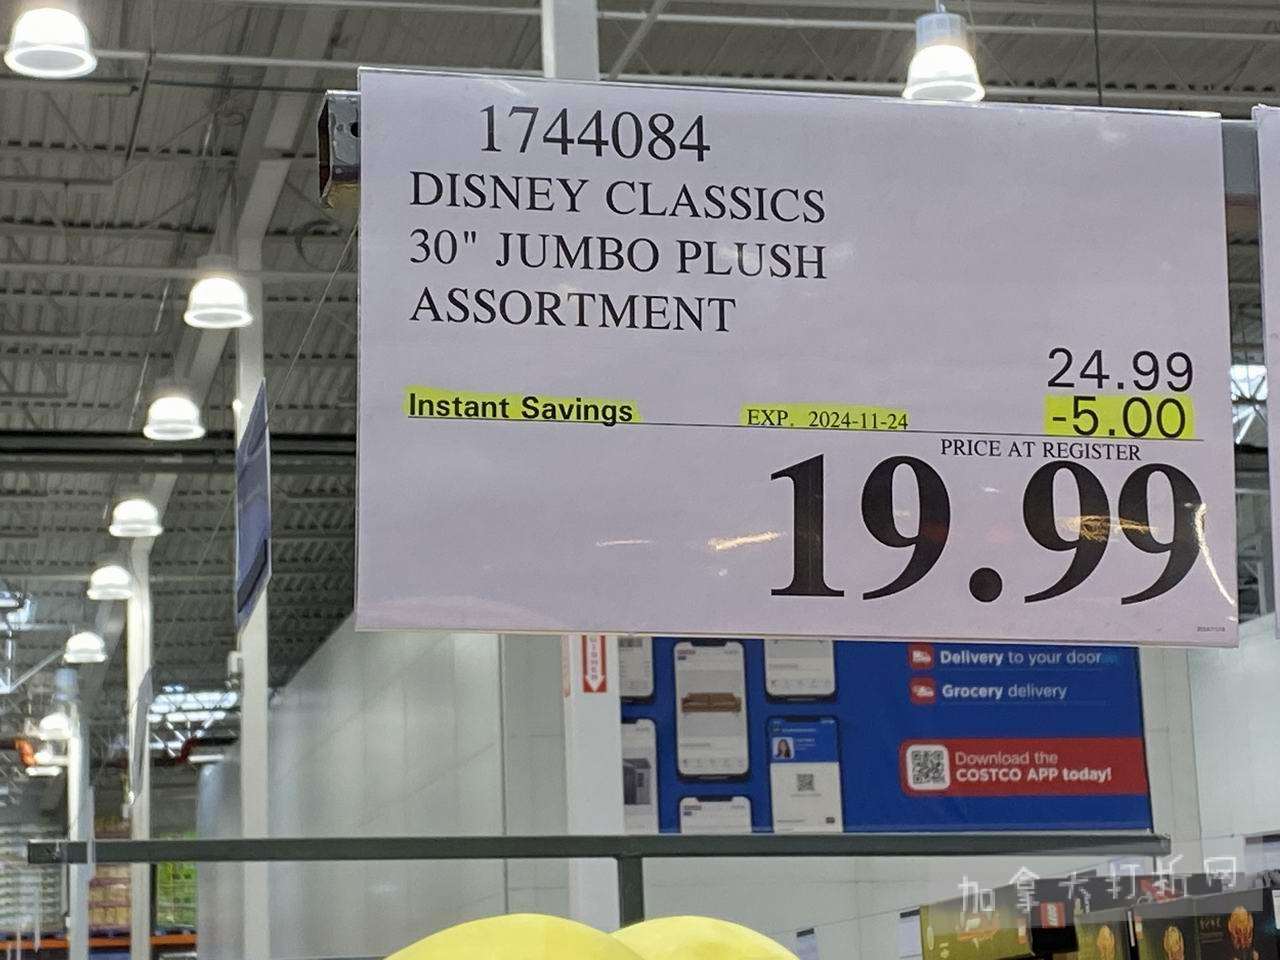 1744084
DISNEY CLASSICS
30" JUMBO PLUSH
ASSORTMENT
24.99
Instant Savings EXP. 2024-11-24 -5.00
PRICE AT REGISTER
19.99
Delivery to your door
Grocery delivery
Download the
COSTCO APP today!
加拿大打折网
LEGO